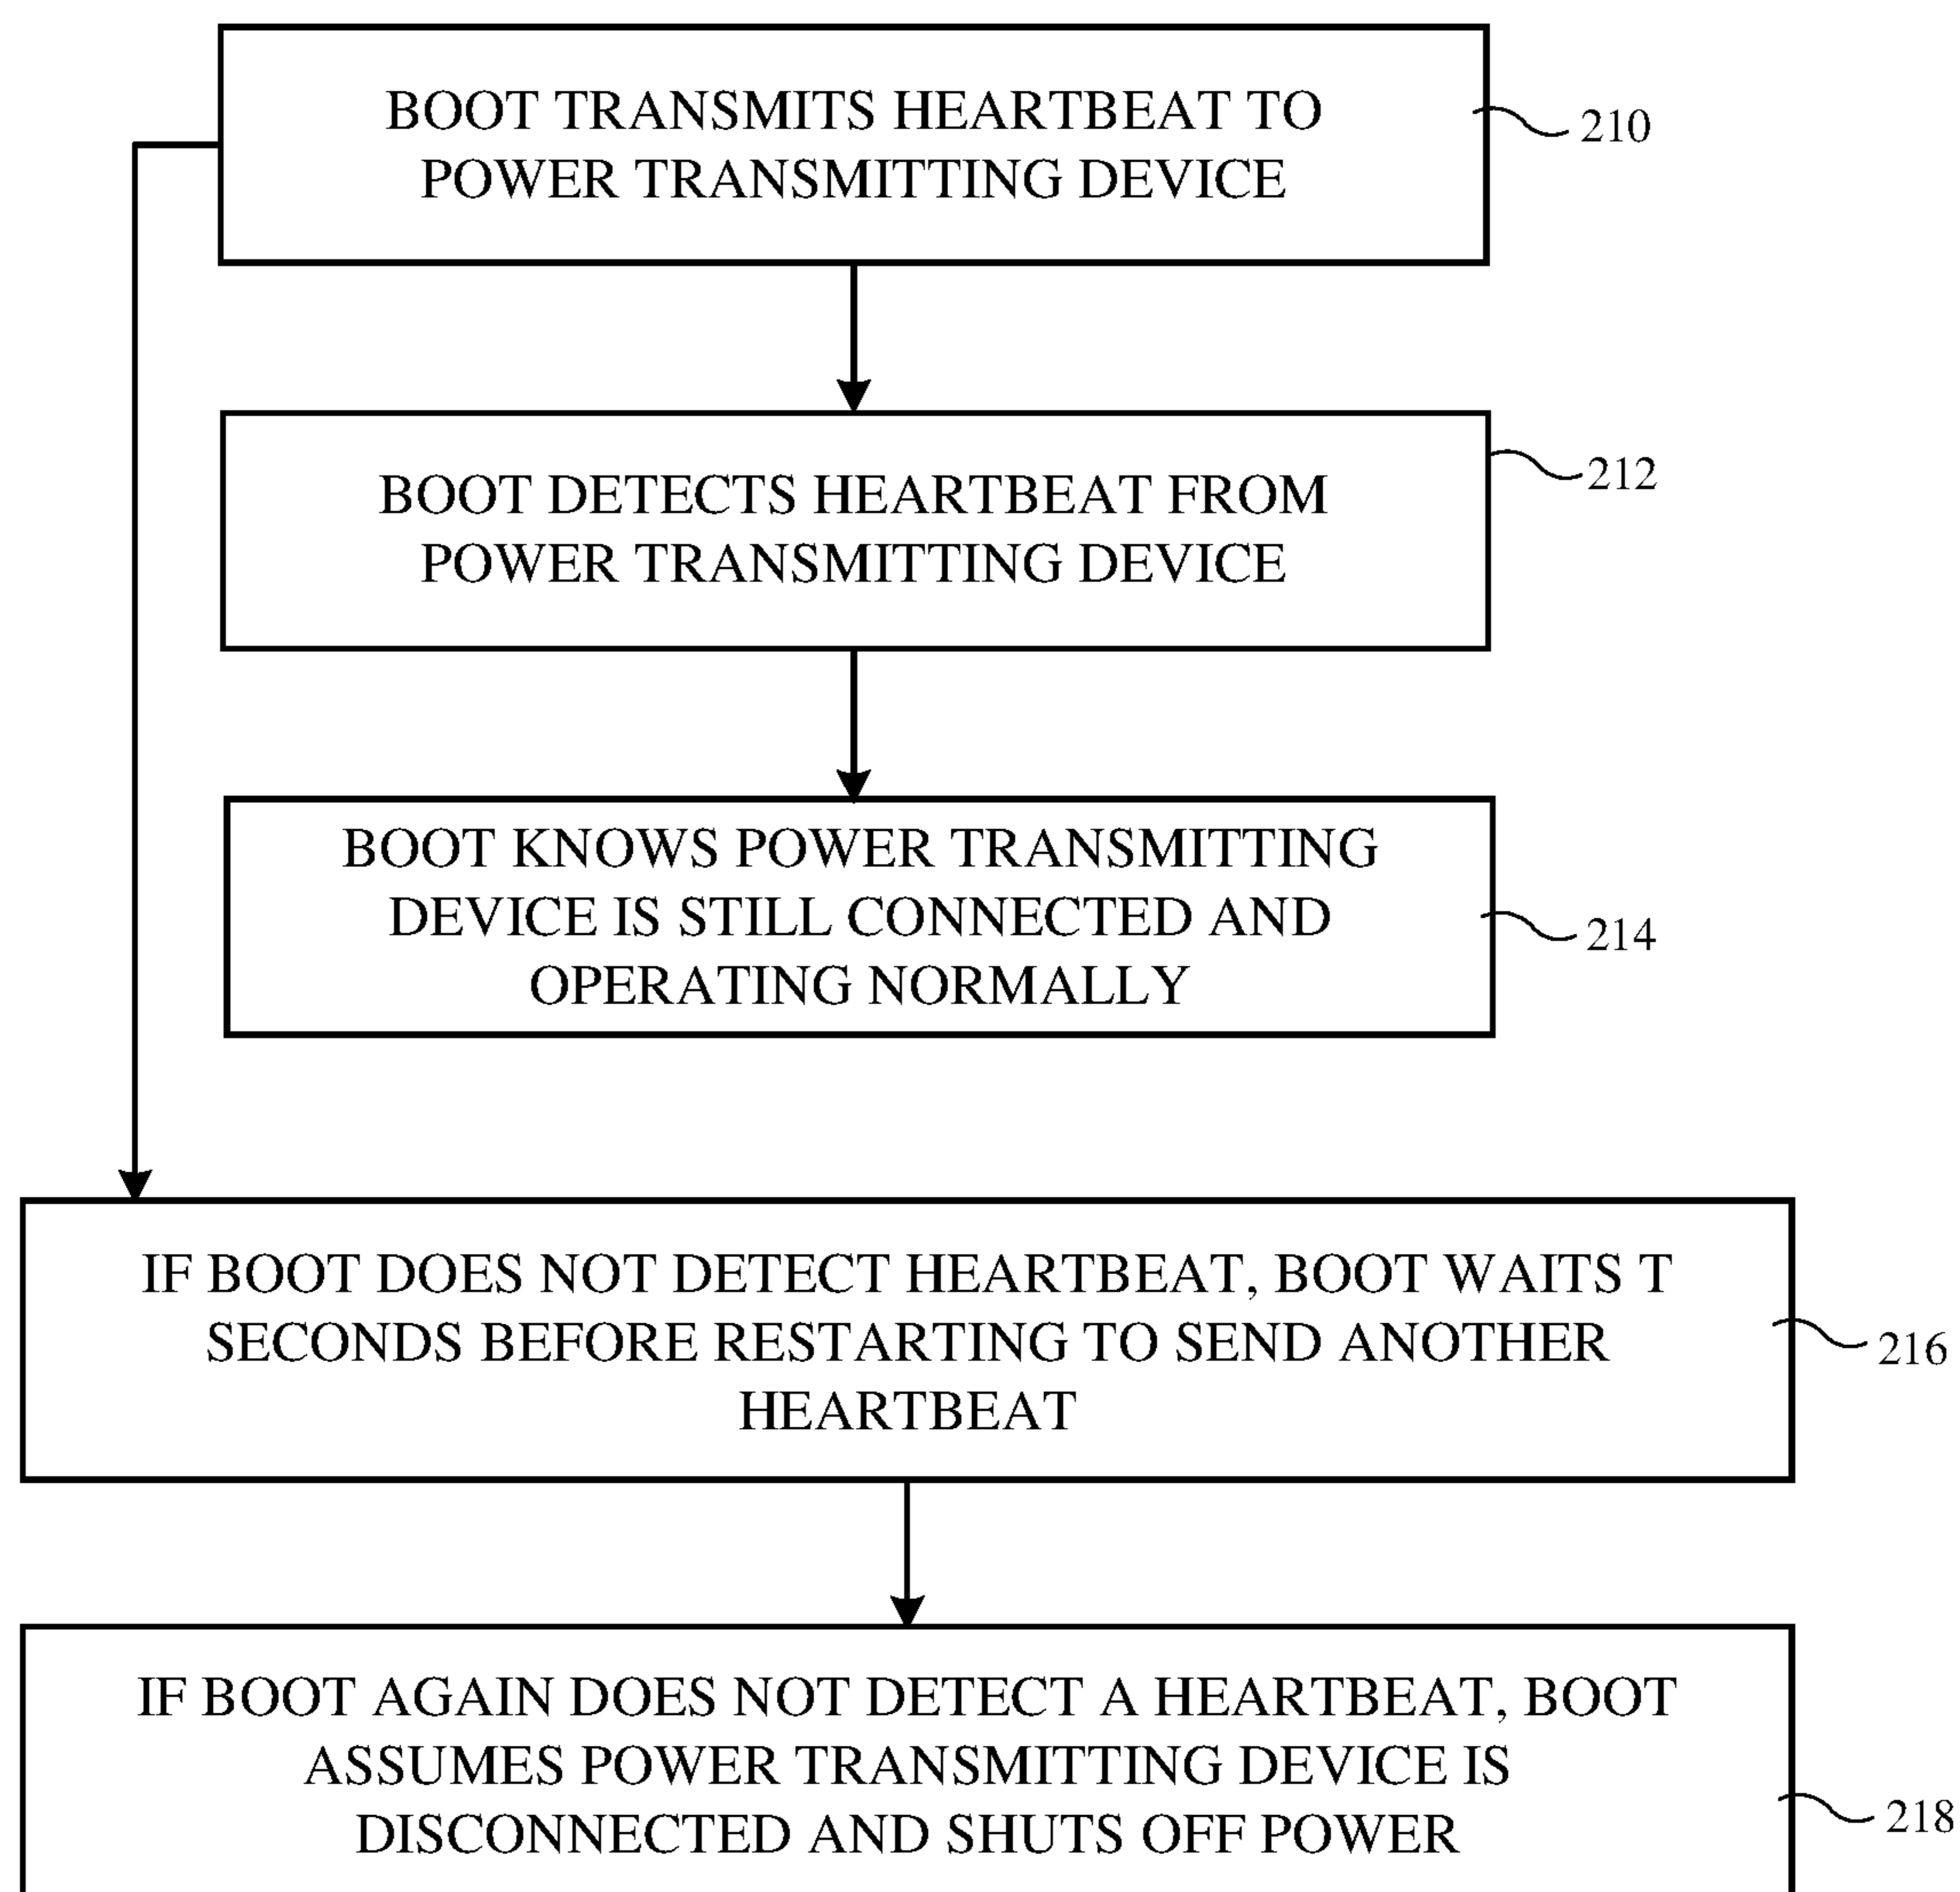 BOOT TRANSMITS HEARTBEAT TO
POWER TRANSMITTING DEVICE
210
BOOT DETECTS HEARTBEAT FROM
POWER TRANSMITTING DEVICE
212
BOOT KNOWS POWER TRANSMITTING
DEVICE IS STILL CONNECTED AND
OPERATING NORMALLY
214
IF BOOT DOES NOT DETECT HEARTBEAT, BOOT WAITS T
SECONDS BEFORE RESTARTING TO SEND ANOTHER
HEARTBEAT
216
IF BOOT AGAIN DOES NOT DETECT A HEARTBEAT, BOOT
ASSUMES POWER TRANSMITTING DEVICE IS
DISCONNECTED AND SHUTS OFF POWER
218